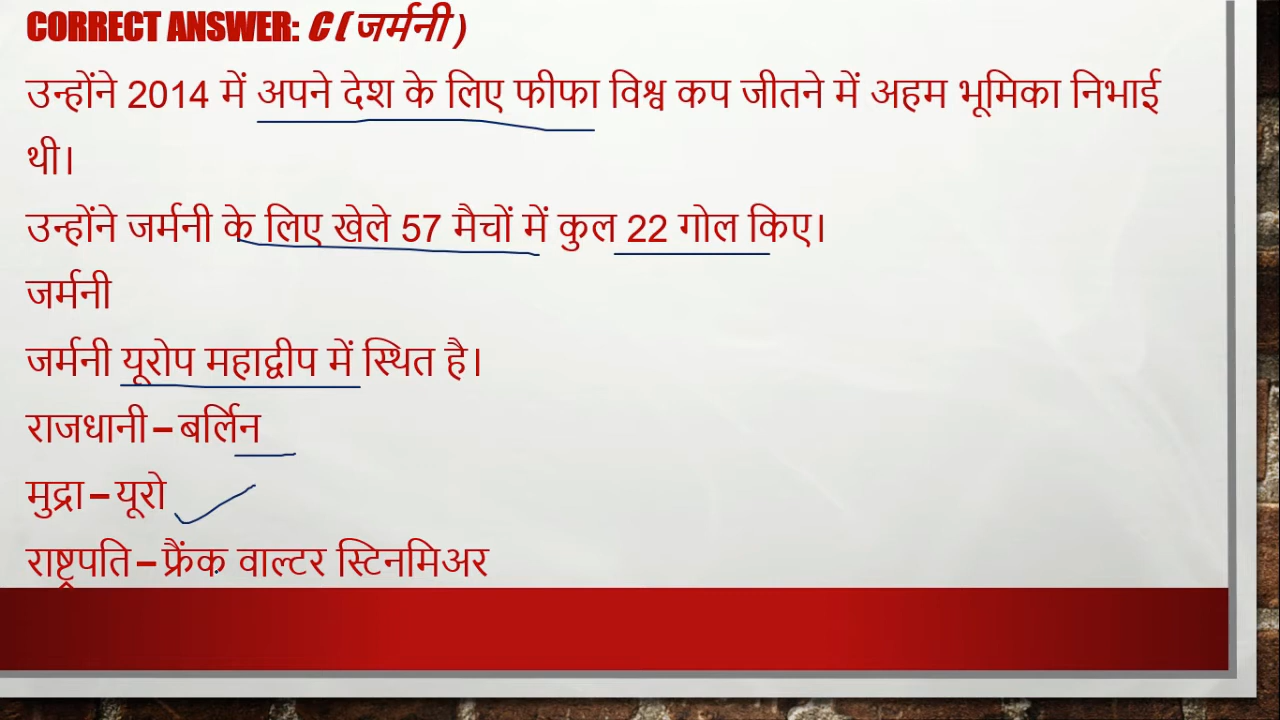 CORRECT ANSWER: C ( जर्मनी )
उन्होंने 2014 में अपने देश के लिए फीफा विश्व कप जीतने में अहम भूमिका निभाई
थी।
उन्होंने जर्मनी के लिए खेले 57 मैचों में कुल 22 गोल किए।
जर्मनी
जर्मनी यूरोप महाद्वीप में स्थित है।
राजधानी – बर्लिन
मुद्रा – यूरो
राष्ट्रपति – फ्रैंक वाल्टर स्टिनमिअर